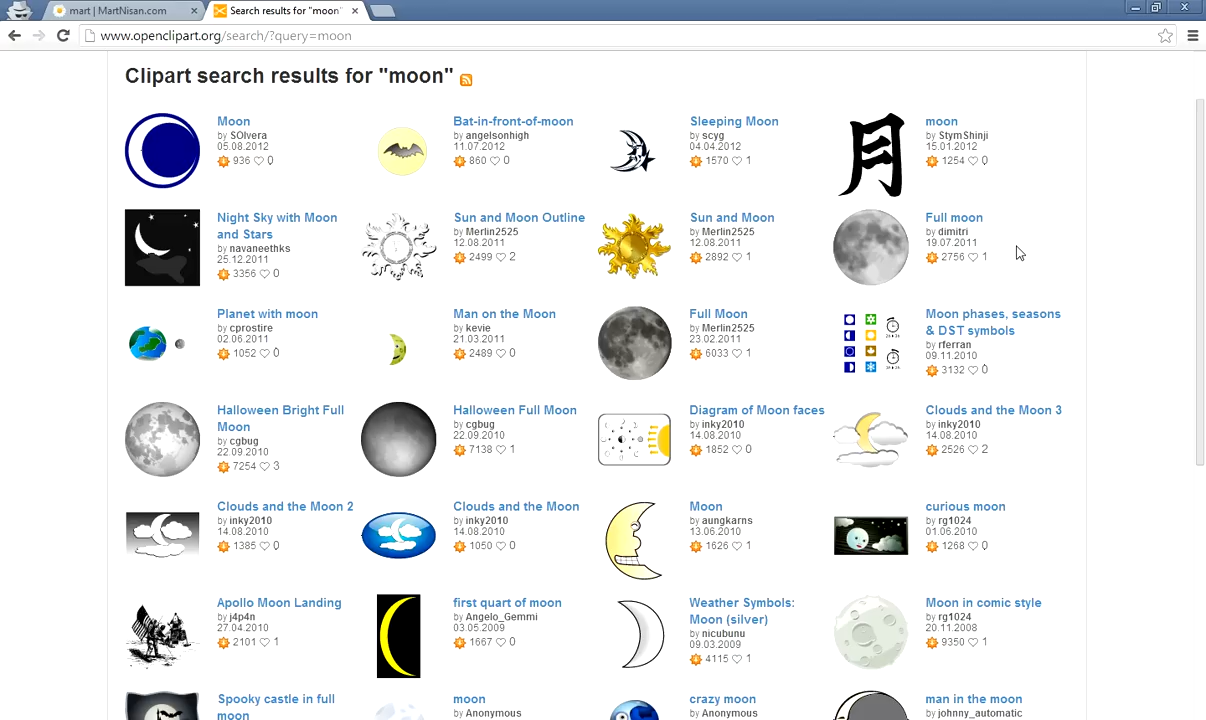 mart | MartNisan.com
Search results for "moon"
www.openclipart.org/search/?query=moon
Clipart search results for "moon"
Moon
by SOlvera
05.08.2012
936 0
Bat-in-front-of-moon
by angelsonhigh
11.07.2012
860 0
Sleeping Moon
by scyg
04.04.2012
1570 1
月
moon
by StymShinji
15.01.2012
1254 0
Night Sky with Moon
and Stars
by navaneethks
25.12.2011
3356 0
Sun and Moon Outline
by Merlin2525
12.08.2011
2499 2
Sun and Moon
by Merlin2525
12.08.2011
2892 1
Full moon
by dimitri
19.07.2011
2756 1
Planet with moon
by cprostire
02.06.2011
1052 0
Man on the Moon
by kevie
21.03.2011
2489 0
Full Moon
by Merlin2525
23.02.2011
6033 1
Moon phases, seasons
& DST symbols
by rferran
09.11.2010
3132 0
Halloween Bright Full
Moon
by cgbug
22.09.2010
7254 3
Halloween Full Moon
by cgbug
22.09.2010
7138 1
Diagram of Moon faces
by inky2010
14.08.2010
1852 0
Clouds and the Moon 3
by inky2010
14.08.2010
2526 2
Clouds and the Moon 2
by inky2010
14.08.2010
1385 0
Clouds and the Moon
by inky2010
14.08.2010
1050 0
Moon
by aungkarns
13.06.2010
1626 1
curious moon
by rg1024
01.06.2010
1268 0
Apollo Moon Landing
by j4p4n
27.04.2010
2101 1
first quart of moon
by Angelo_Gemmi
03.05.2009
1667 0
Weather Symbols:
Moon (silver)
by nicubunu
09.03.2009
4115 1
Moon in comic style
by rg1024
20.11.2008
9350 1
Spooky castle in full
moon
moon
by Anonymous
crazy moon
by Anonymous
man in the moon
by johnny_automatic